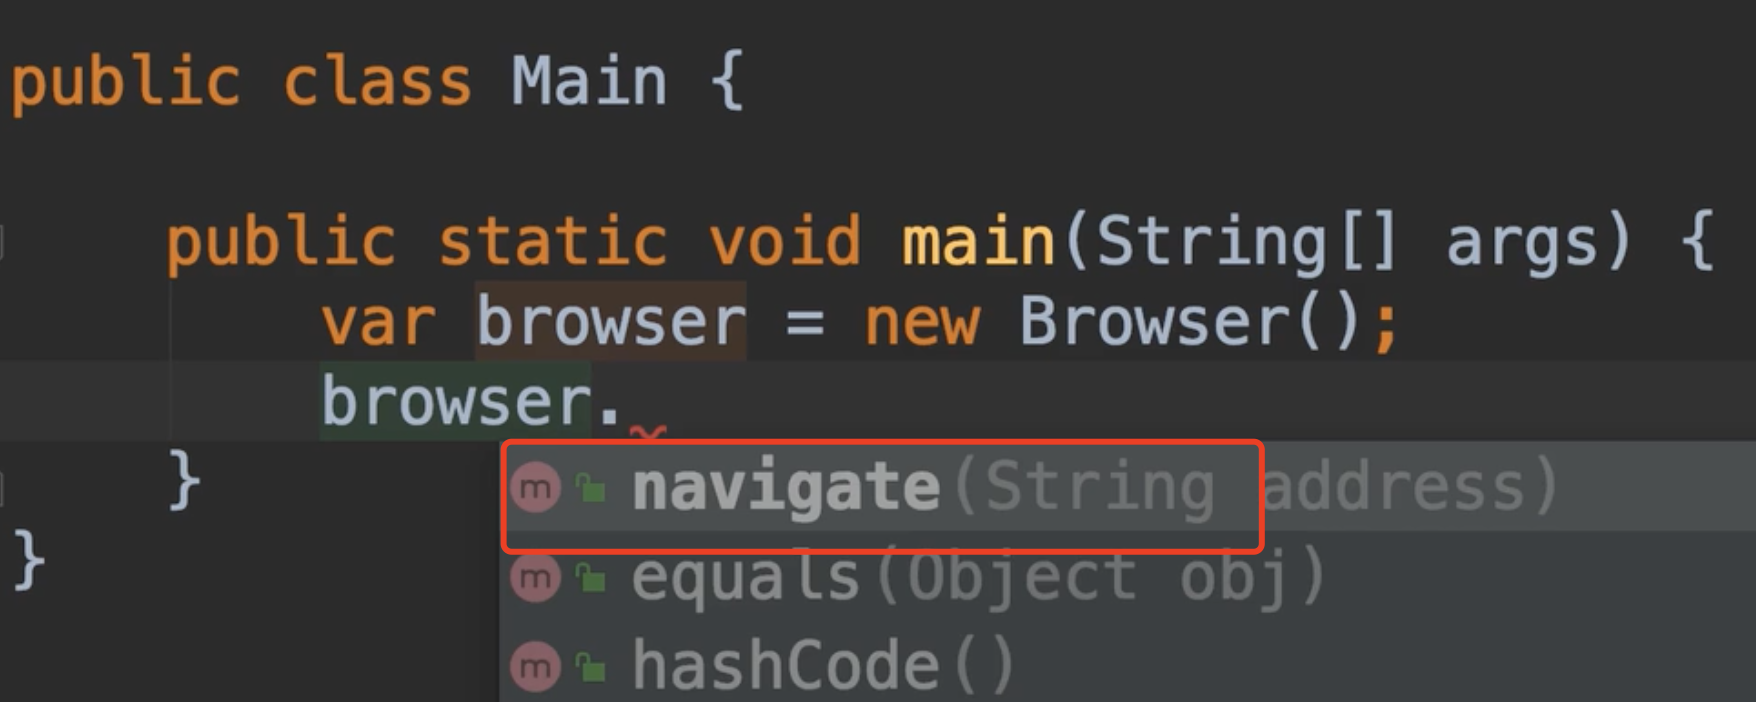 public class Main {
public static void main(String[] args) {
var browser = new Browser();
browser.
m navigate(String address)
}
m equals(Object obj)
}
m hashCode()